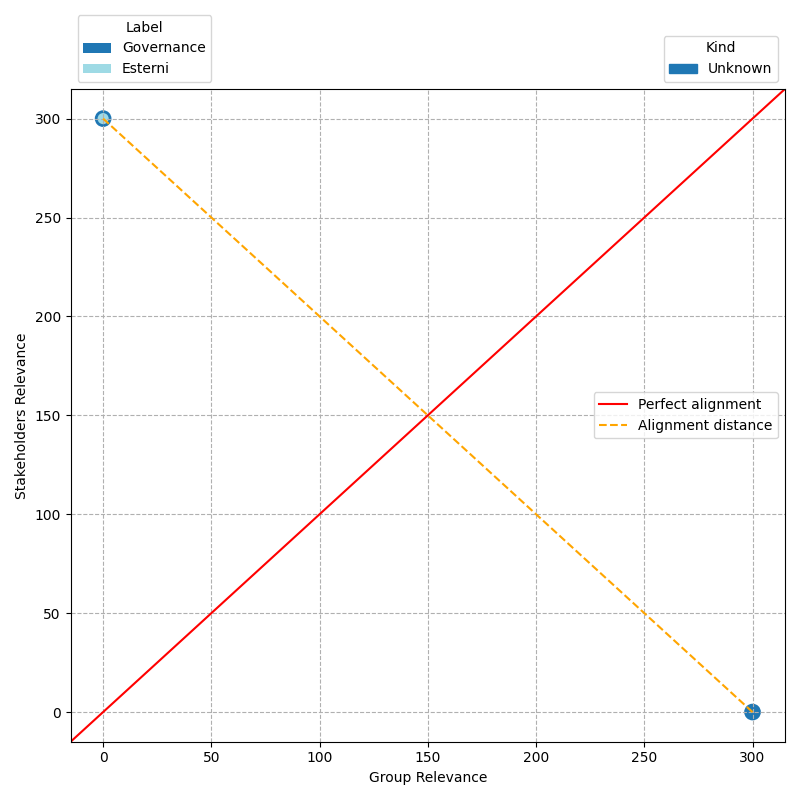 Label
Governance
Esterni
Kind
Unknown
300
250
200
150
100
50
0
Stakeholders Relevance
Perfect alignment
Alignment distance
0 50 100 150 200 250 300
Group Relevance